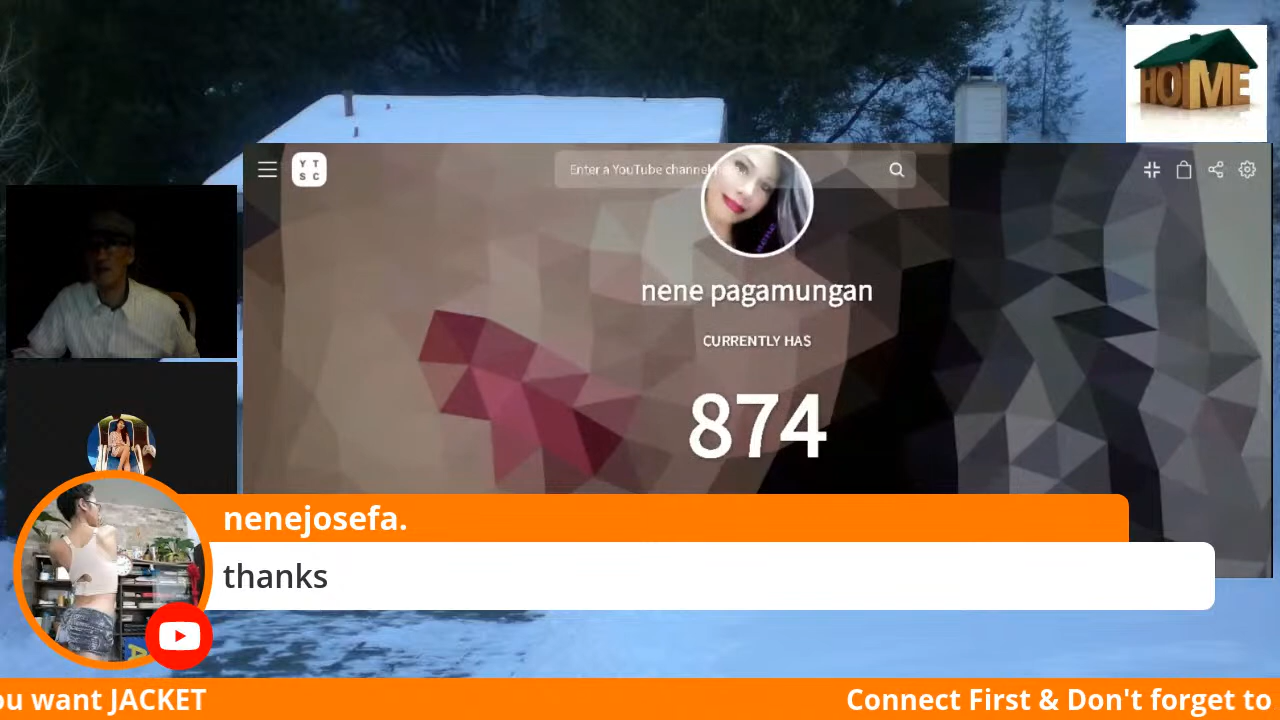 HOME
Y T
S C
Enter a YouTube channel
nene pagamungan
CURRENTLY HAS
874
nenejosefa.
thanks
ou want JACKET
Connect First & Don't forget to